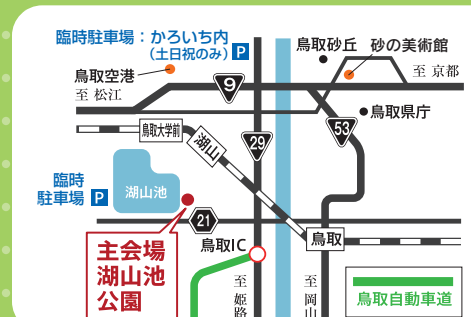 臨時駐車場：かろいち内
（土日祝のみ）P
鳥取砂丘
砂の美術館
鳥取空港
至 京都
至 松江
9
鳥取県庁
鳥取大学前
湖山
29
53
臨時
駐車場 P
湖山池
21
主会場
湖山池
公園
鳥取IC
鳥取
至 姫路
至 岡山
鳥取自動車道